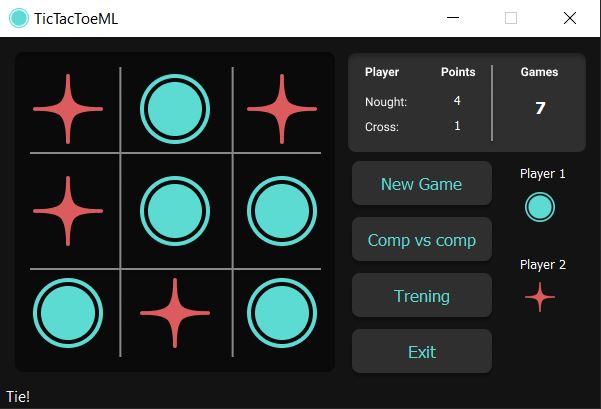 TicTacToeML
Player Points Games
Nought: 4
7
Cross: 1
New Game
Comp vs comp
Trening
Exit
Player 1
Player 2
Tie!